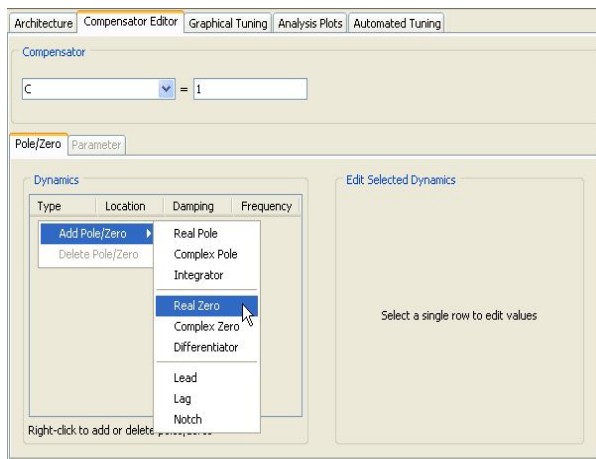 Architecture Compensator Editor Graphical Tuning Analysis Plots Automated Tuning
Compensator
C = 1
Pole/Zero Parameter
Dynamics
Edit Selected Dynamics
Type Location Damping Frequency
Add Pole/Zero
Delete Pole/Zero
Real Pole
Complex Pole
Integrator
Real Zero
Complex Zero
Differentiator
Lead
Lag
Notch
Select a single row to edit values
Right-click to add or delete